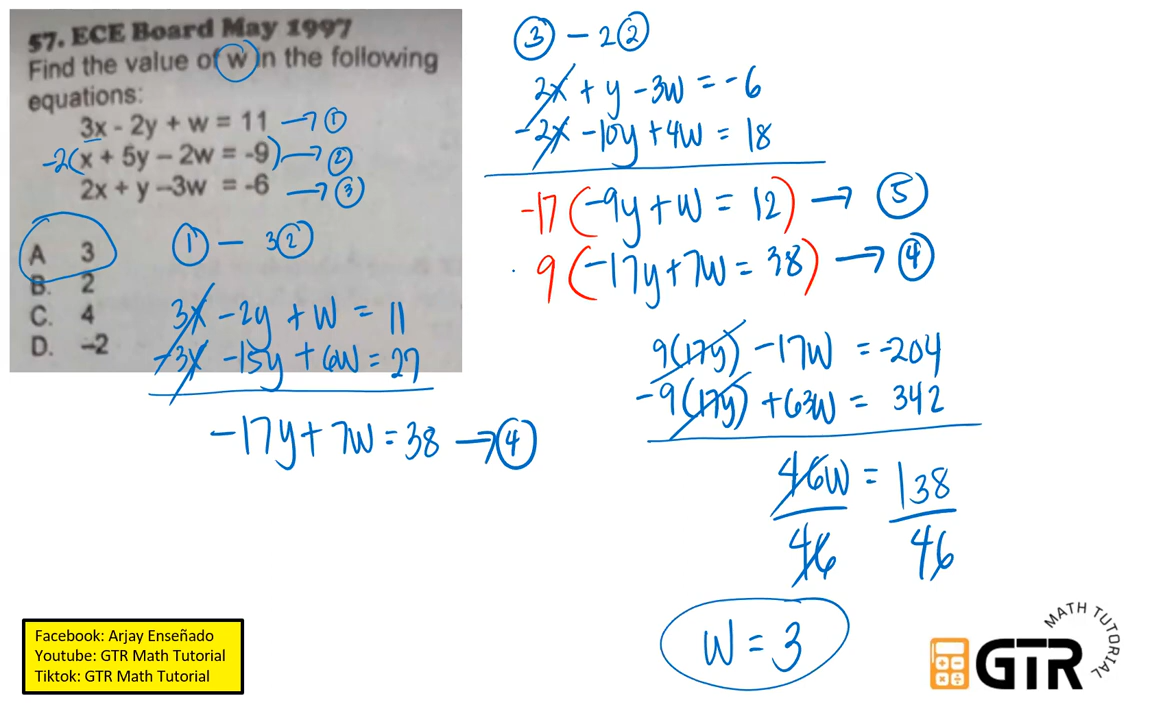 57. ECE Board May 1997
Find the value of w in the following
equations:
3x - 2y + w = 11 → ①
-2(x + 5y – 2w = -9) → ②
2x + y –3w = -6 → ③
A 3
B. 2
C. 4
D. –2
① - 3②
3x - 2y + w = 11
-3x - 15y + 6w = 27
-17y + 7w = 38 → ④
③ - 2②
2x + y - 3w = -6
-2x - 10y + 4w = 18
-17(-9y + w = 12) → ⑤
9(-17y + 7w = 38) → ④
9(17y) - 17w = -204
-9(17y) + 63w = 342
46w = 138
46 46
w = 3
Facebook: Arjay Enseñado
Youtube: GTR Math Tutorial
Tiktok: GTR Math Tutorial
MATH TUTORIAL
GTR